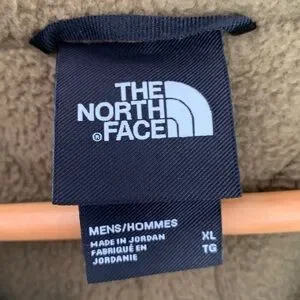 THE
NORTH
® FACE
MENS/HOMMES XL
MADE IN JORDAN TG
FABRIQUÉ EN
JORDANIE